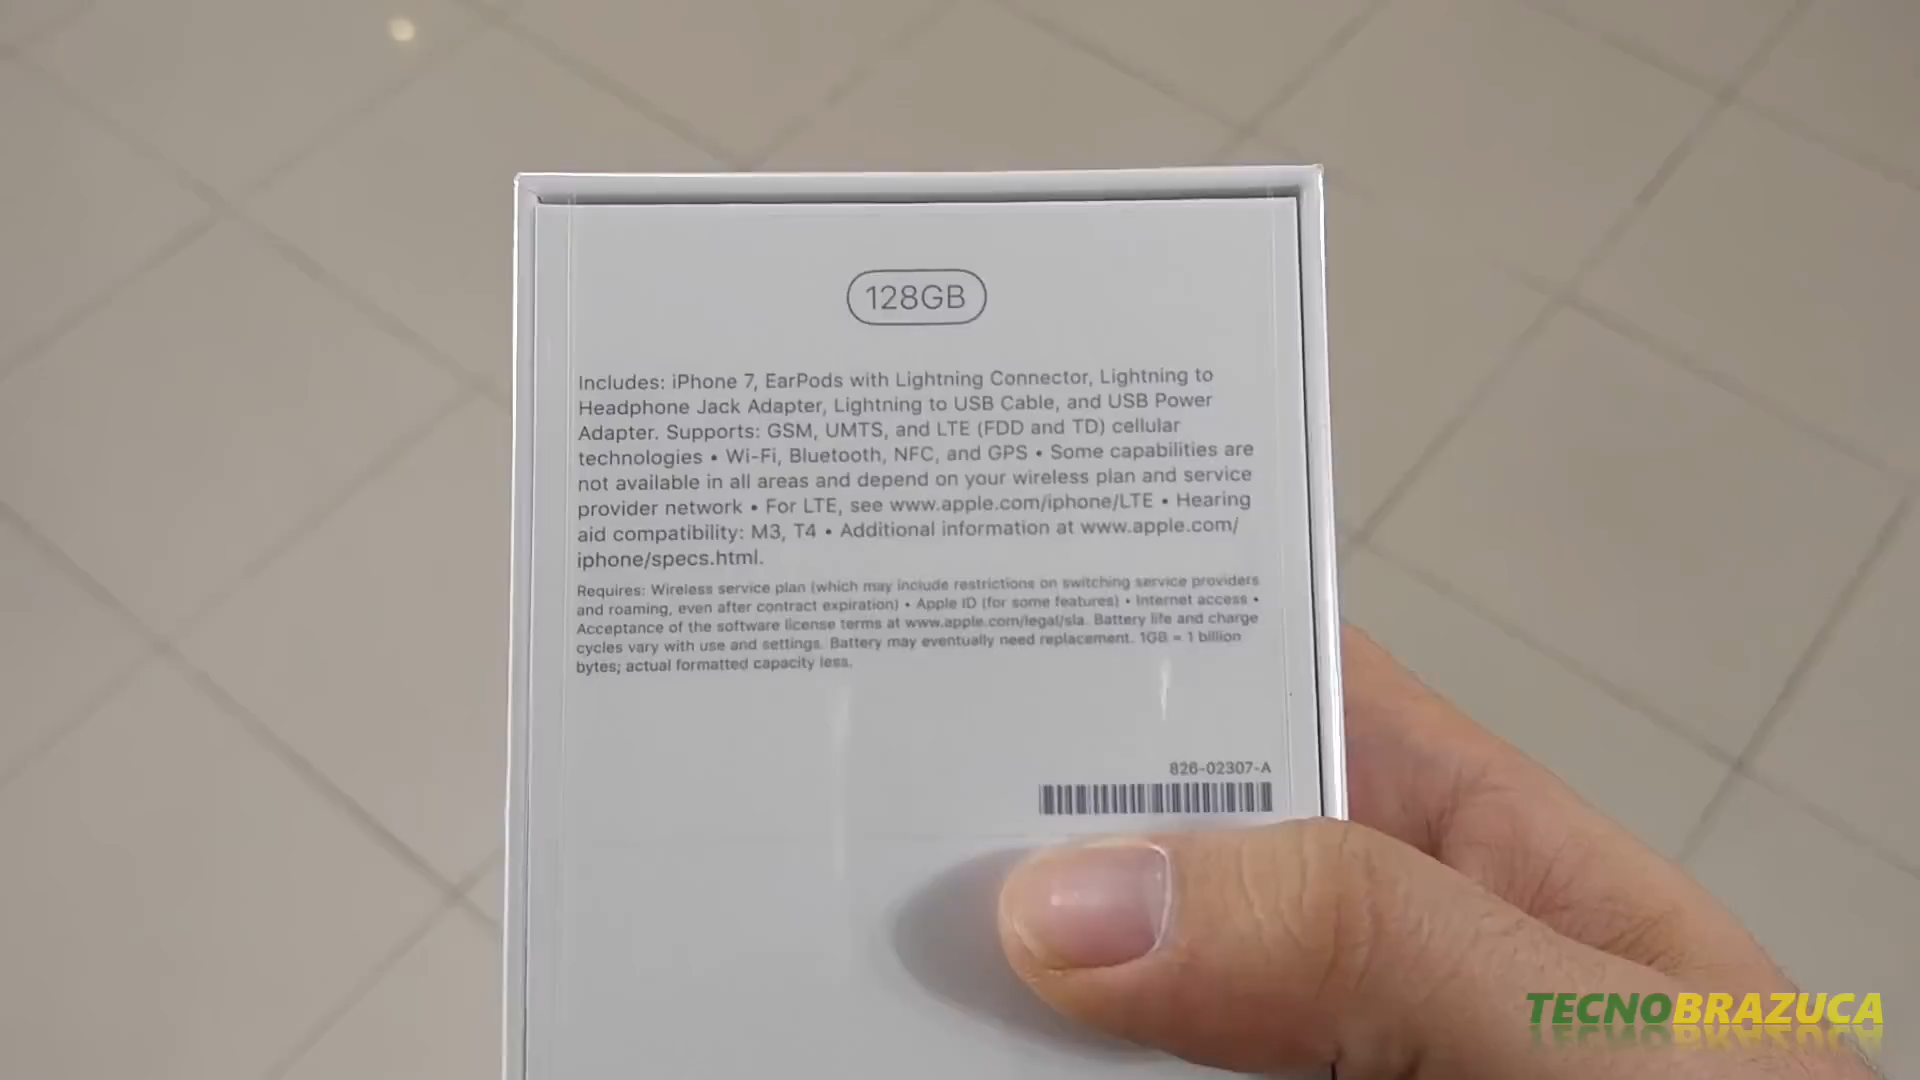 128GB
Includes: iPhone 7, EarPods with Lightning Connector, Lightning to
Headphone Jack Adapter, Lightning to USB Cable, and USB Power
Adapter. Supports: GSM, UMTS, and LTE (FDD and TD) cellular
technologies • Wi-Fi, Bluetooth, NFC, and GPS • Some capabilities are
not available in all areas and depend on your wireless plan and service
provider network • For LTE, see www.apple.com/iphone/LTE • Hearing
aid compatibility: M3, T4 • Additional information at www.apple.com/
iphone/specs.html.
Requires: Wireless service plan (which may include restrictions on switching service providers
and roaming, even after contract expiration) • Apple ID (for some features) • Internet access •
Acceptance of the software license terms at www.apple.com/legal/sla. Battery life and charge
cycles vary with use and settings. Battery may eventually need replacement. 1GB = 1 billion
bytes; actual formatted capacity less.
826-02307-A
TECNOBRAZUCA